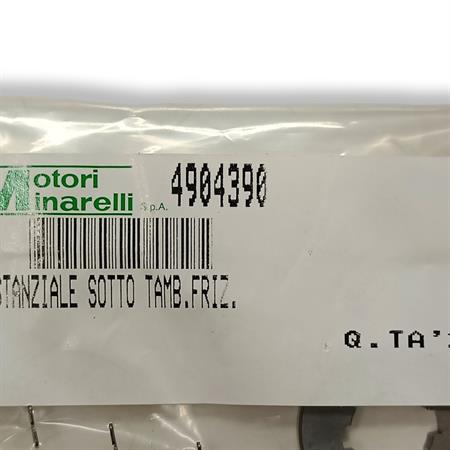 Motori 4904390
Minarelli S.p.A.
STANZIALE SOTTO TAMB.FRIZ.
Q.TA'